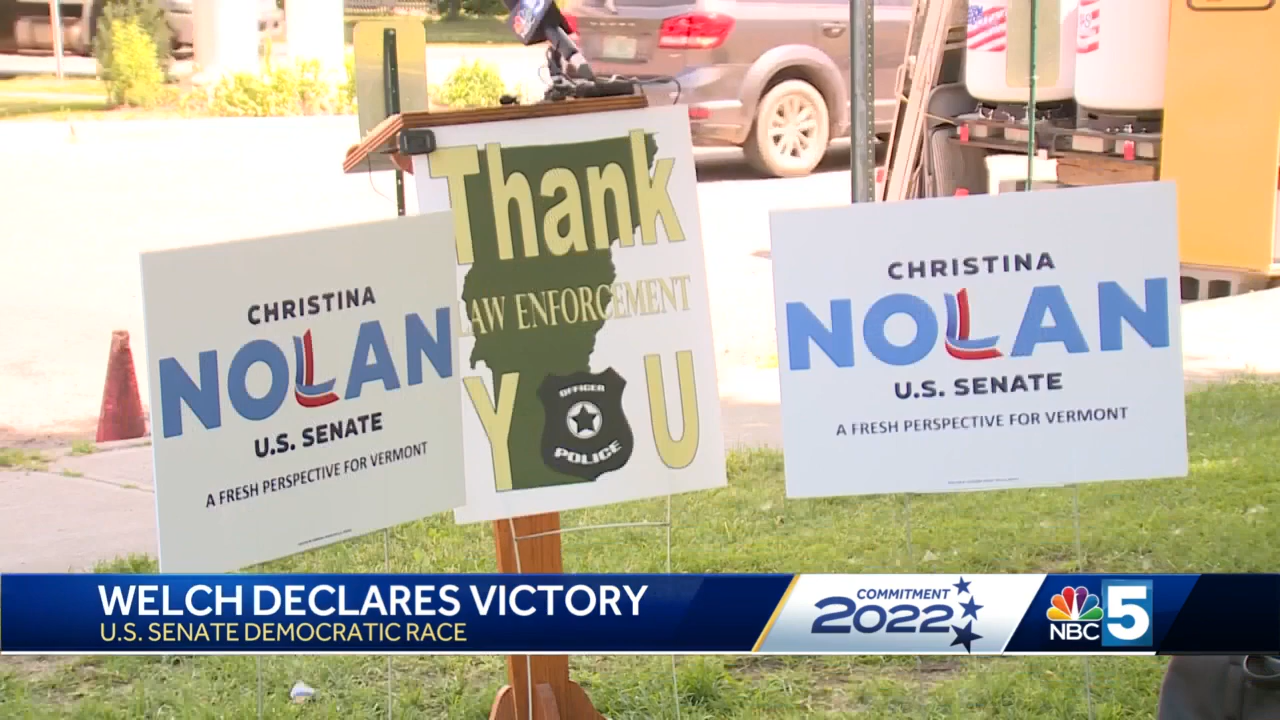 CHRISTINA
NOLAN
U.S. SENATE
A FRESH PERSPECTIVE FOR VERMONT
Thank
LAW ENFORCEMENT
YOU
OFFICER
POLICE
CHRISTINA
NOLAN
U.S. SENATE
A FRESH PERSPECTIVE FOR VERMONT
WELCH DECLARES VICTORY
U.S. SENATE DEMOCRATIC RACE
COMMITMENT
2022
NBC 5